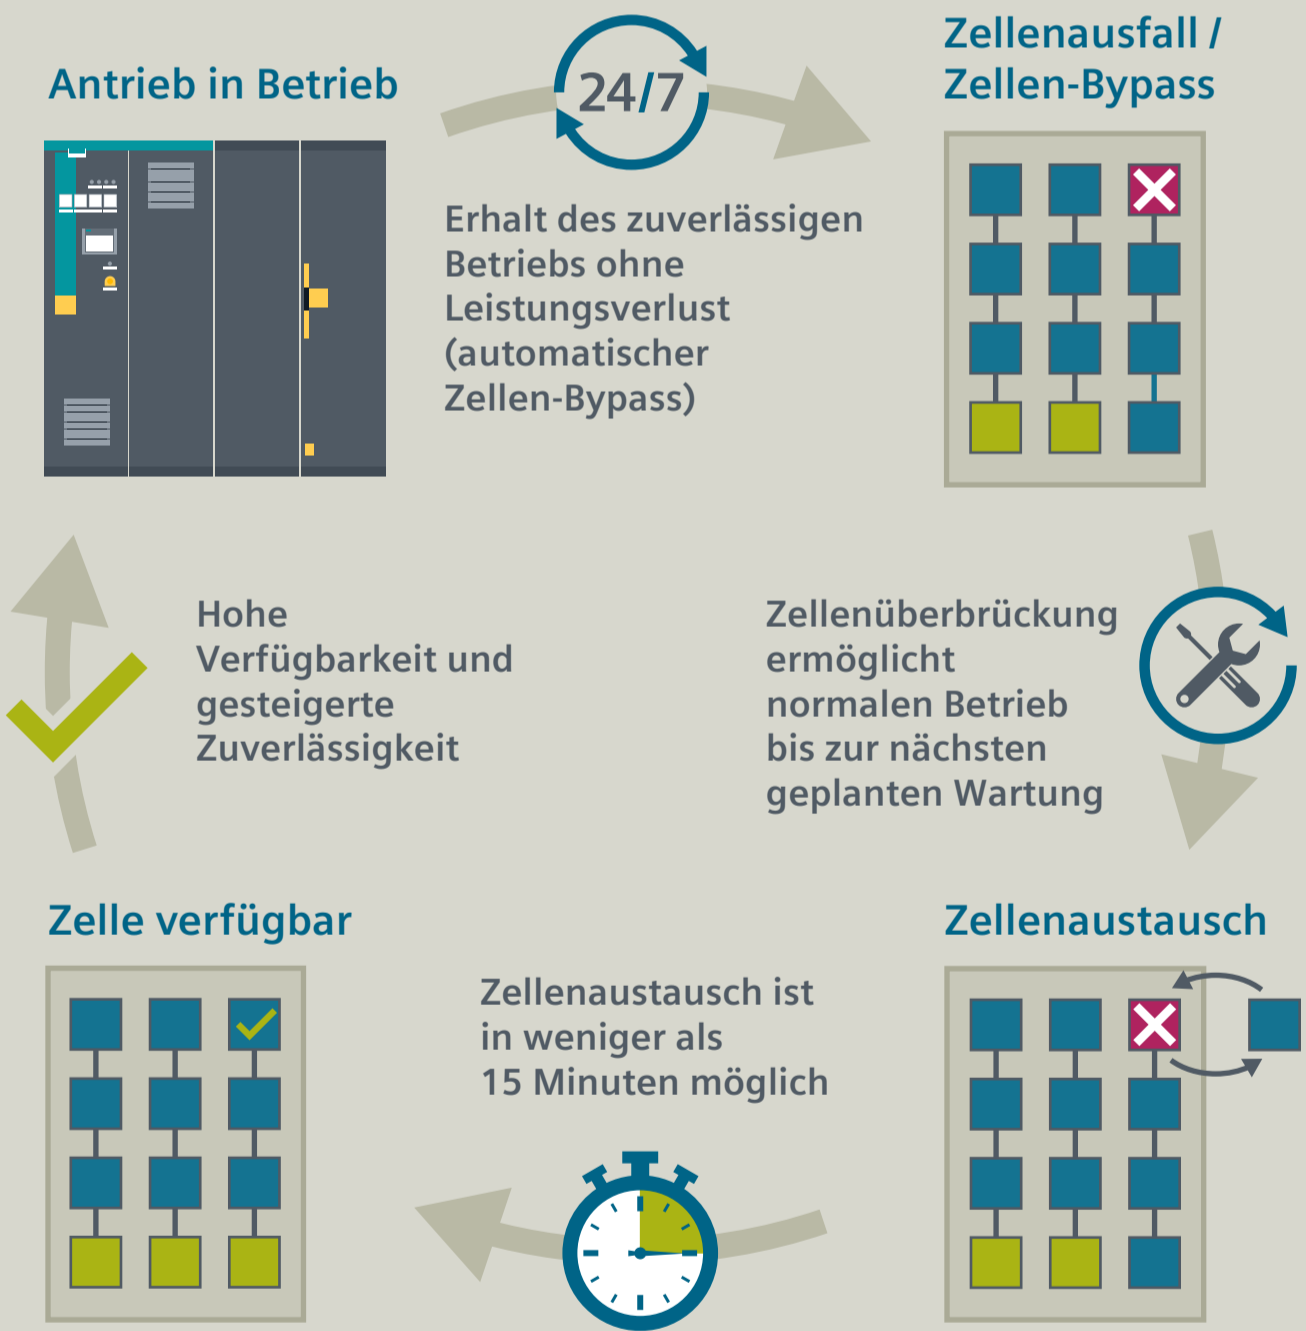 Antrieb in Betrieb
24/7
Erhalt des zuverlässigen
Betriebs ohne
Leistungsverlust
(automatischer
Zellen-Bypass)
Zellenausfall /
Zellen-Bypass
Zellenüberbrückung
ermöglicht
normalen Betrieb
bis zur nächsten
geplanten Wartung
Zellenaustausch
Zellenaustausch ist
in weniger als
15 Minuten möglich
Zelle verfügbar
Hohe
Verfügbarkeit und
gesteigerte
Zuverlässigkeit